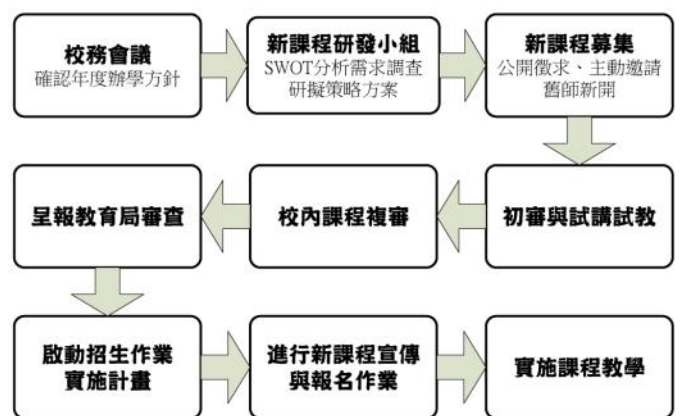 校務會議
確認年度辦學方針
新課程研發小組
SWOT分析需求調查
研擬策略方案
新課程募集
公開徵求、主動邀請
舊師新開
初審與試講試教
校內課程複審
呈報教育局審查
啟動招生作業
實施計畫
進行新課程宣傳
與報名作業
實施課程教學